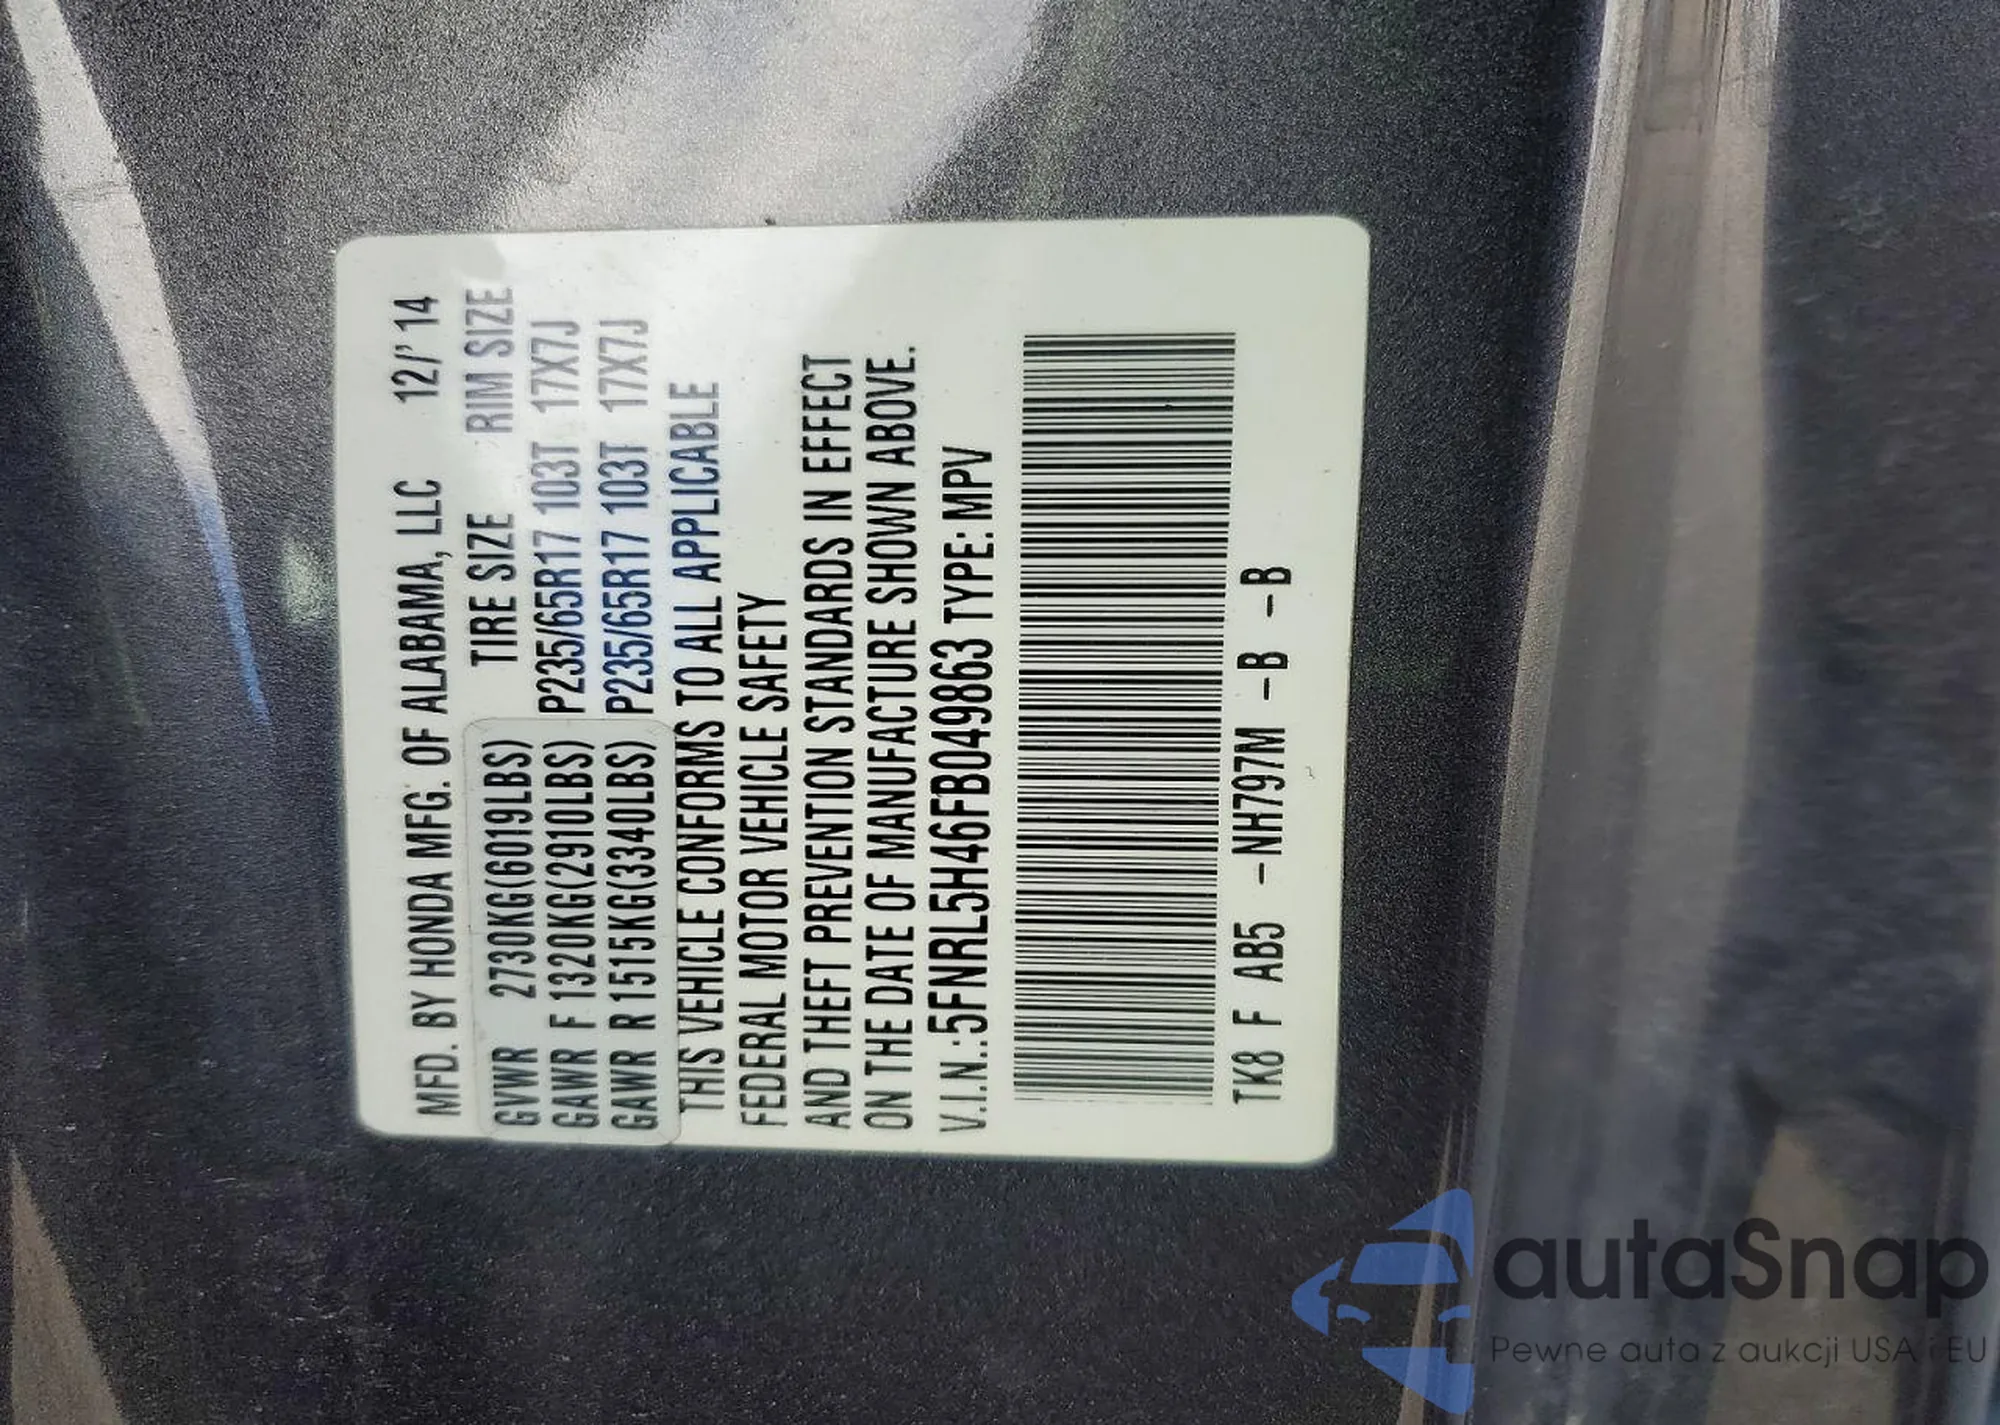 MFD. BY HONDA MFG. OF ALABAMA, LLC 12/'14
TIRE SIZE RIM SIZE
GVWR 2730KG(6019LBS)
GAWR F 1320KG(2910LBS) P235/65R17 103T 17X7J
GAWR R 1515KG(3340LBS) P235/65R17 103T 17X7J
THIS VEHICLE CONFORMS TO ALL APPLICABLE
FEDERAL MOTOR VEHICLE SAFETY
AND THEFT PREVENTION STANDARDS IN EFFECT
ON THE DATE OF MANUFACTURE SHOWN ABOVE.
V.I.N.:5FNRL5H46FB049863 TYPE: MPV
TK8 F AB5 -NH797M -B -B
autaSnap
Pewne auta z aukcji USA i EU